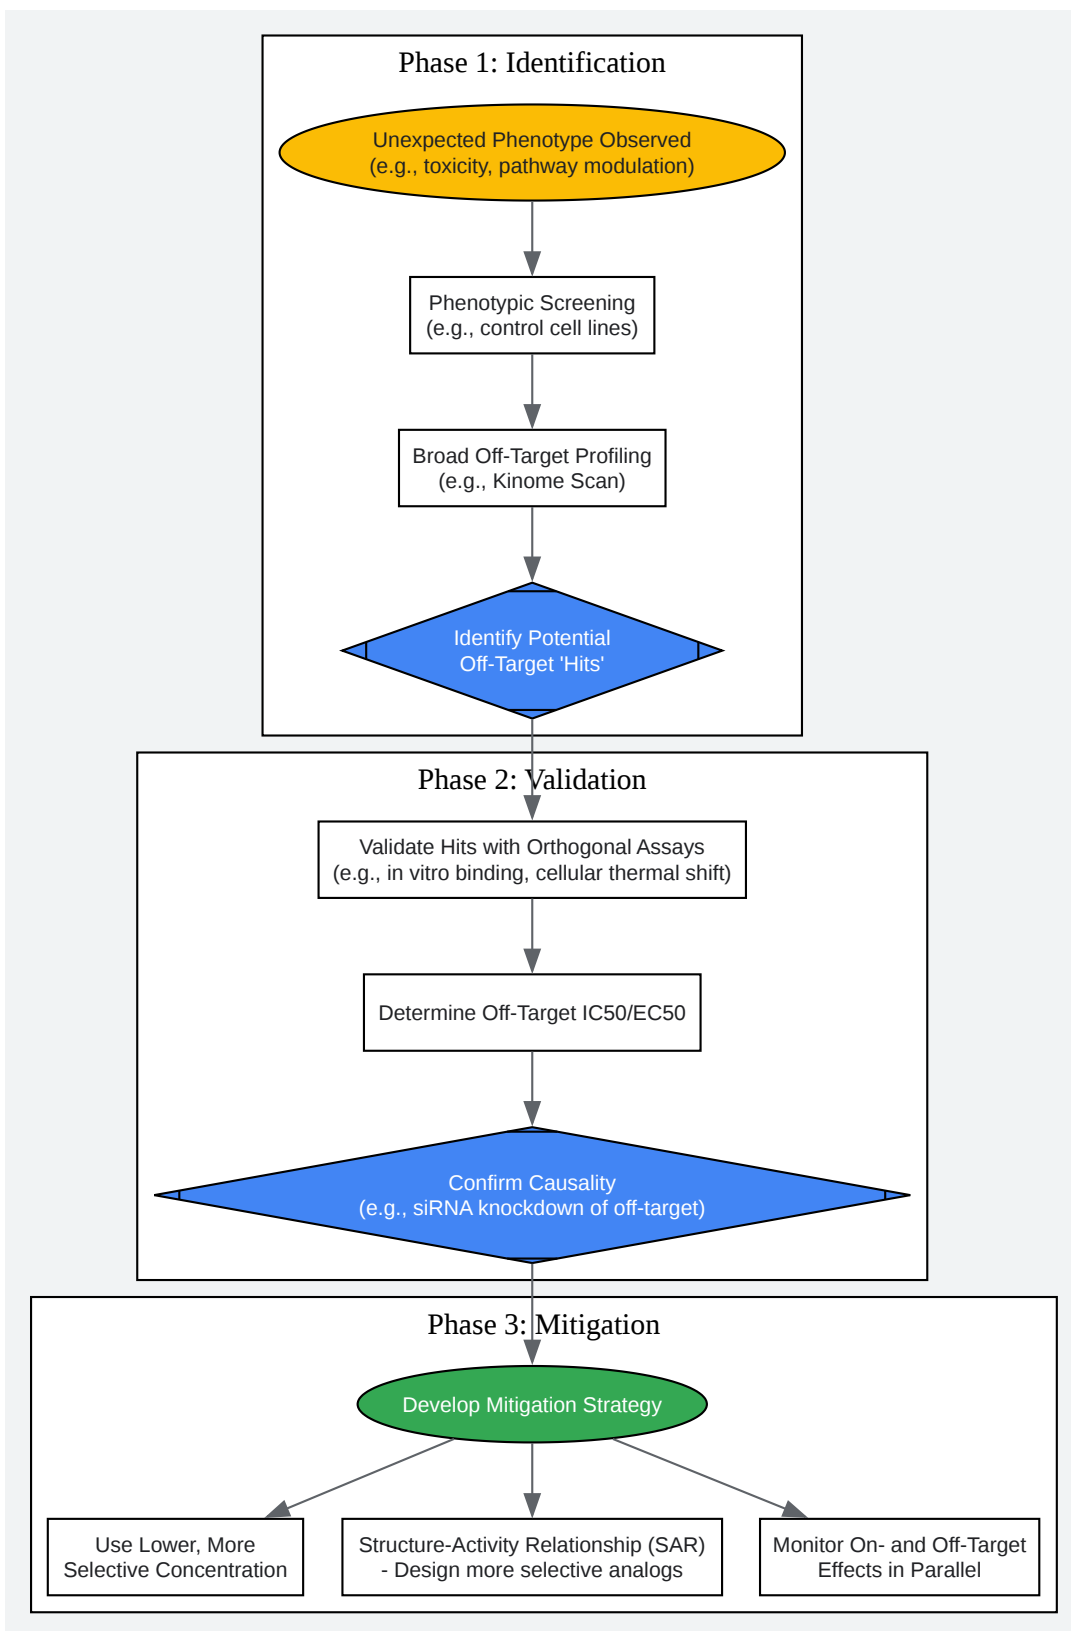 Phase 1: Identification
Unexpected Phenotype Observed
(e.g., toxicity, pathway modulation)
Phenotypic Screening
(e.g., control cell lines)
Broad Off-Target Profiling
(e.g., Kinome Scan)
Identify Potential
Off-Target 'Hits'
Phase 2: Validation
Validate Hits with Orthogonal Assays
(e.g., in vitro binding, cellular thermal shift)
Determine Off-Target IC50/EC50
Confirm Causality
(e.g., siRNA knockdown of off-target)
Phase 3: Mitigation
Develop Mitigation Strategy
Use Lower, More
Selective Concentration
Structure-Activity Relationship (SAR)
- Design more selective analogs
Monitor On- and Off-Target
Effects in Parallel